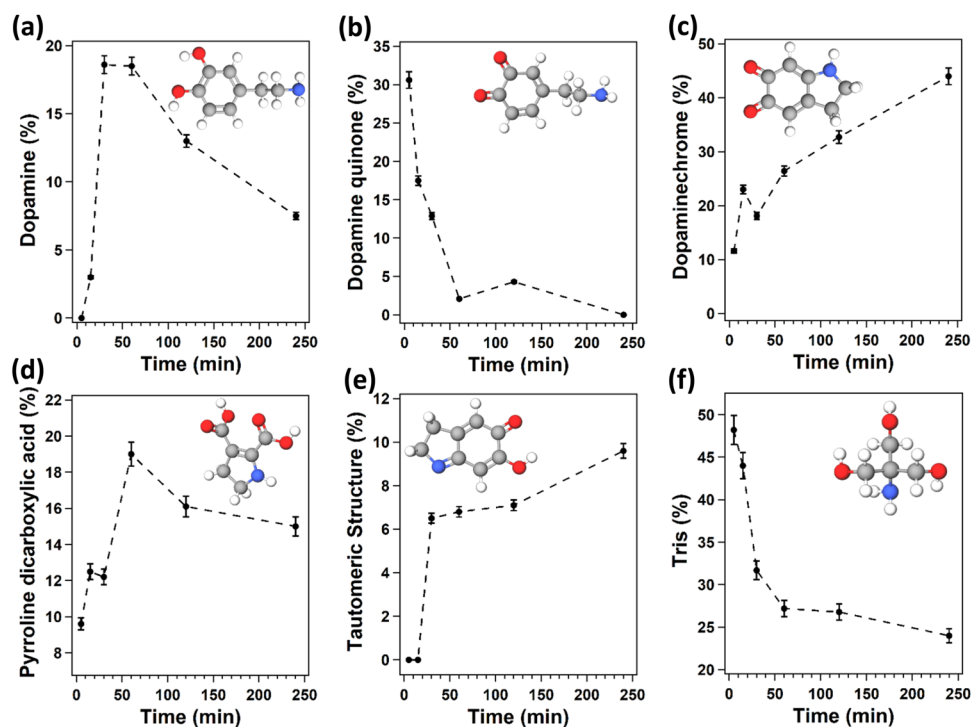 (a)
Dopamine (%)
20
15
10
5
0
0 50 100 150 200 250
Time (min)
(b)
Dopamine quinone (%)
35
30
25
20
15
10
5
0
0 50 100 150 200 250
Time (min)
(c)
Dopaminechrome (%)
50
40
30
20
10
0
0 50 100 150 200 250
Time (min)
(d)
Pyrroline dicarboxylic acid (%)
22
20
18
16
14
12
10
8
0 50 100 150 200 250
Time (min)
(e)
Tautomeric Structure (%)
12
10
8
6
4
2
0
0 50 100 150 200 250
Time (min)
(f)
Tris (%)
50
45
40
35
30
25
20
0 50 100 150 200 250
Time (min)